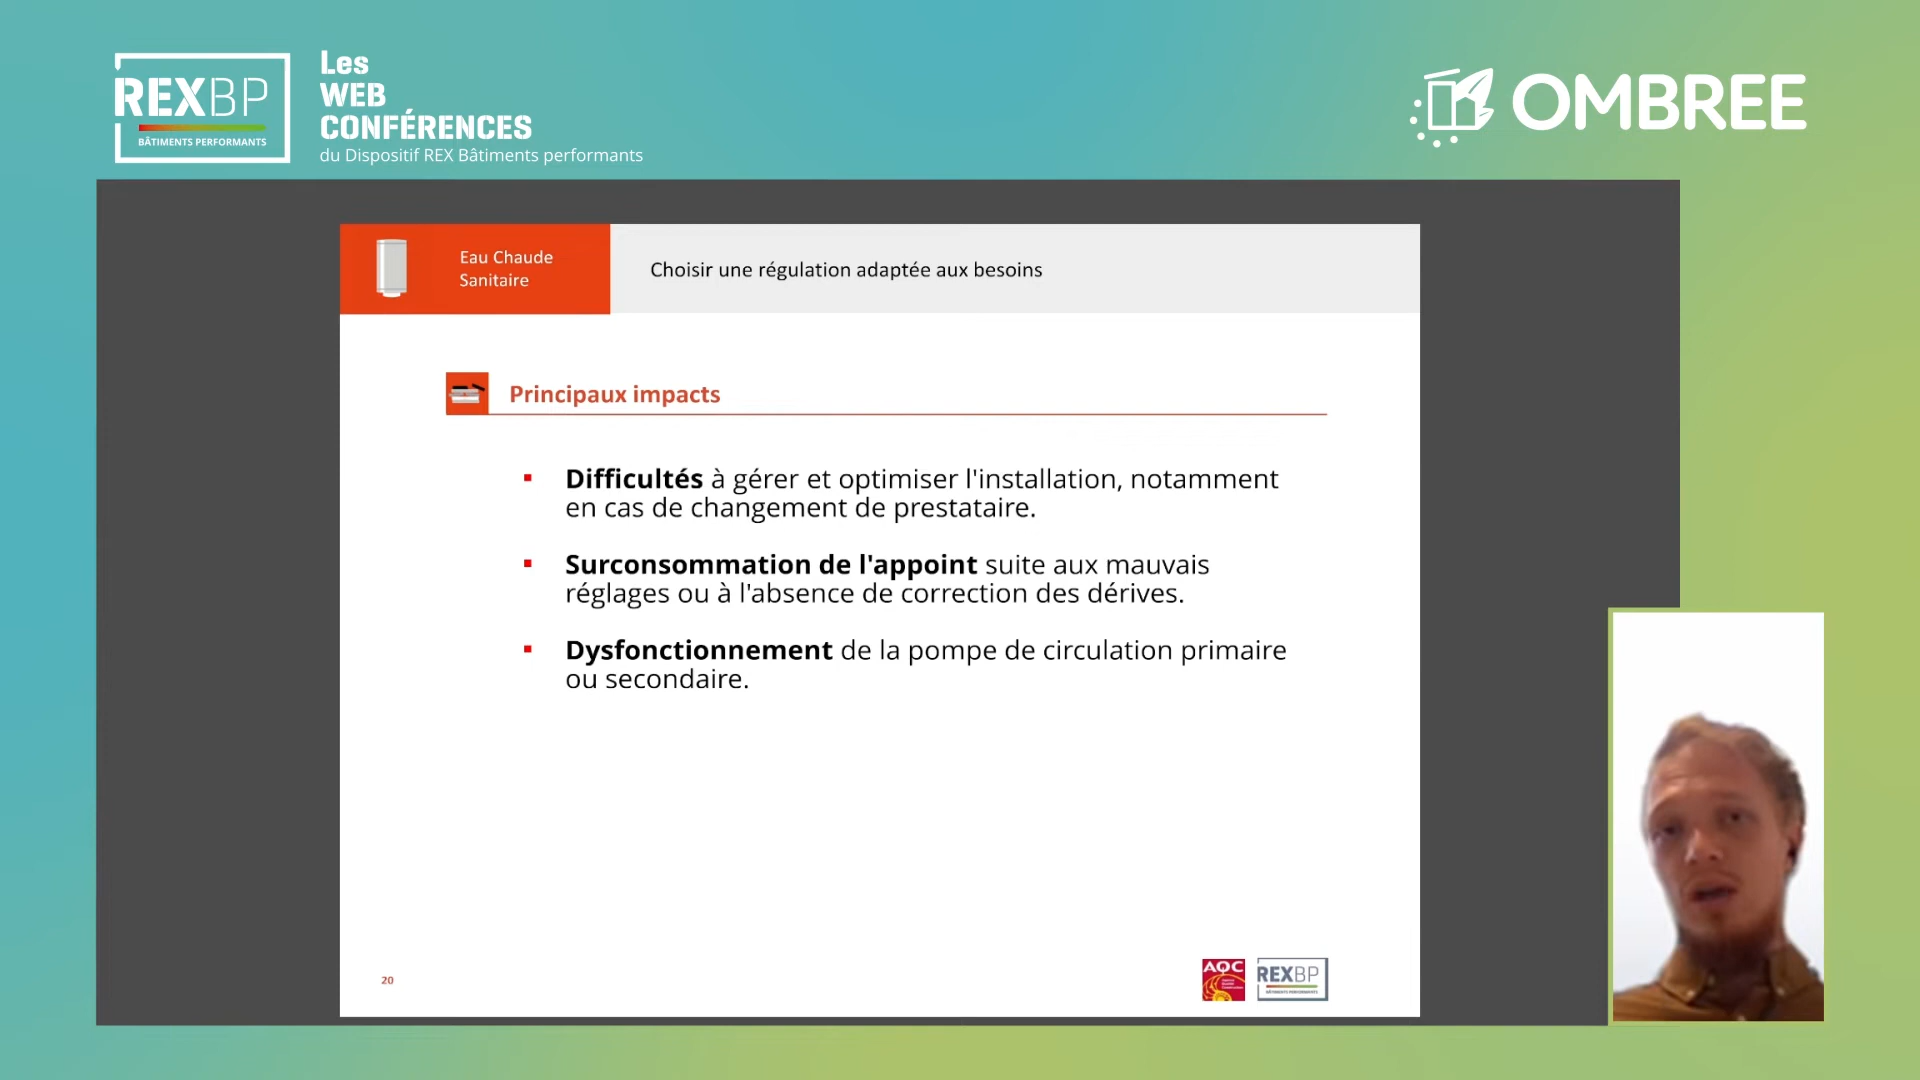 REXBP
BÂTIMENTS PERFORMANTS
Les
WEB
CONFÉRENCES
du Dispositif REX Bâtiments performants
OMBREE
Eau Chaude
Sanitaire
Choisir une régulation adaptée aux besoins
Principaux impacts
▪ Difficultés à gérer et optimiser l'installation, notamment
en cas de changement de prestataire.
▪ Surconsommation de l'appoint suite aux mauvais
réglages ou à l'absence de correction des dérives.
▪ Dysfonctionnement de la pompe de circulation primaire
ou secondaire.
20
AQC
REXBP
BÂTIMENTS PERFORMANTS